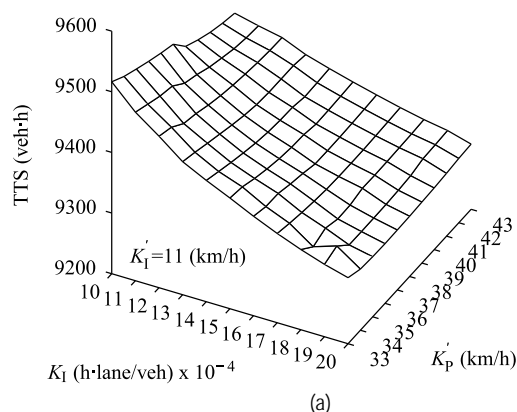 9600
9500
9400
9300
9200
TTS (veh·h)
K'I=11 (km/h)
10 11 12 13 14 15 16 17 18 19 20
33 34 35 36 37 38 39 40 41 42 43
KI (h·lane/veh) x 10⁻⁴
K'P (km/h)
(a)